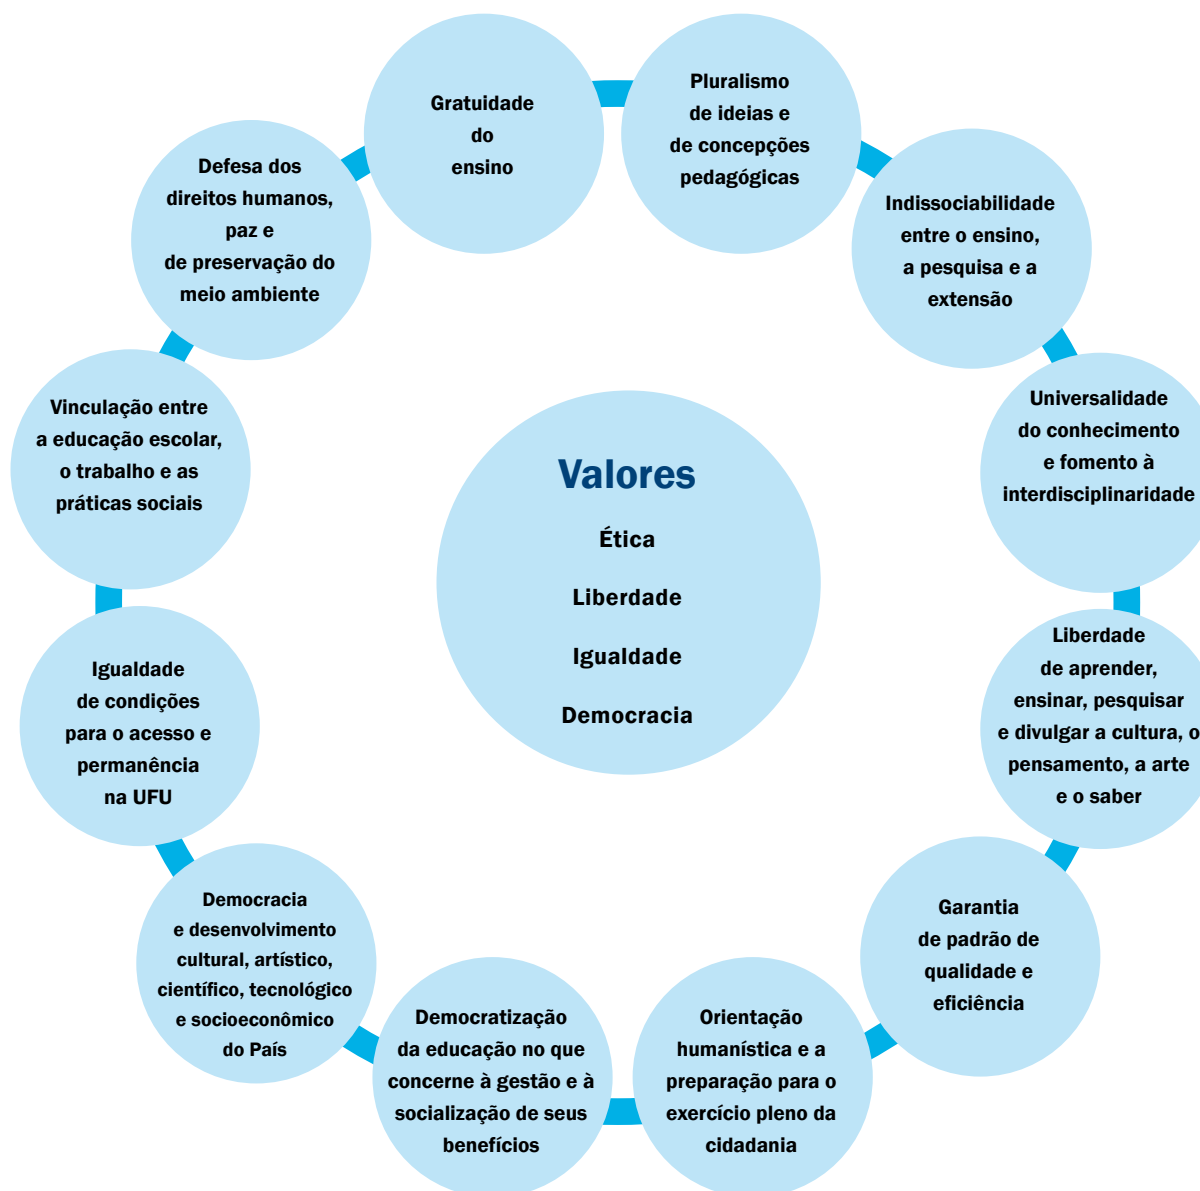 Gratuidade
do
ensino
Pluralismo
de ideias e
de concepções
pedagógicas
Indissociabilidade
entre o ensino,
a pesquisa e a
extensão
Universalidade
do conhecimento
e fomento à
interdisciplinaridade
Liberdade
de aprender,
ensinar, pesquisar
e divulgar a cultura, o
pensamento, a arte
e o saber
Garantia
de padrão de
qualidade e
eficiência
Orientação
humanística e a
preparação para o
exercício pleno da
cidadania
Democratização
da educação no que
concerne à gestão e à
socialização de seus
benefícios
Democracia
e desenvolvimento
cultural, artístico,
científico, tecnológico
e socioeconômico
do País
Igualdade
de condições
para o acesso e
permanência
na UFU
Vinculação entre
a educação escolar,
o trabalho e as
práticas sociais
Defesa dos
direitos humanos,
paz e
de preservação do
meio ambiente
Valores
Ética
Liberdade
Igualdade
Democracia